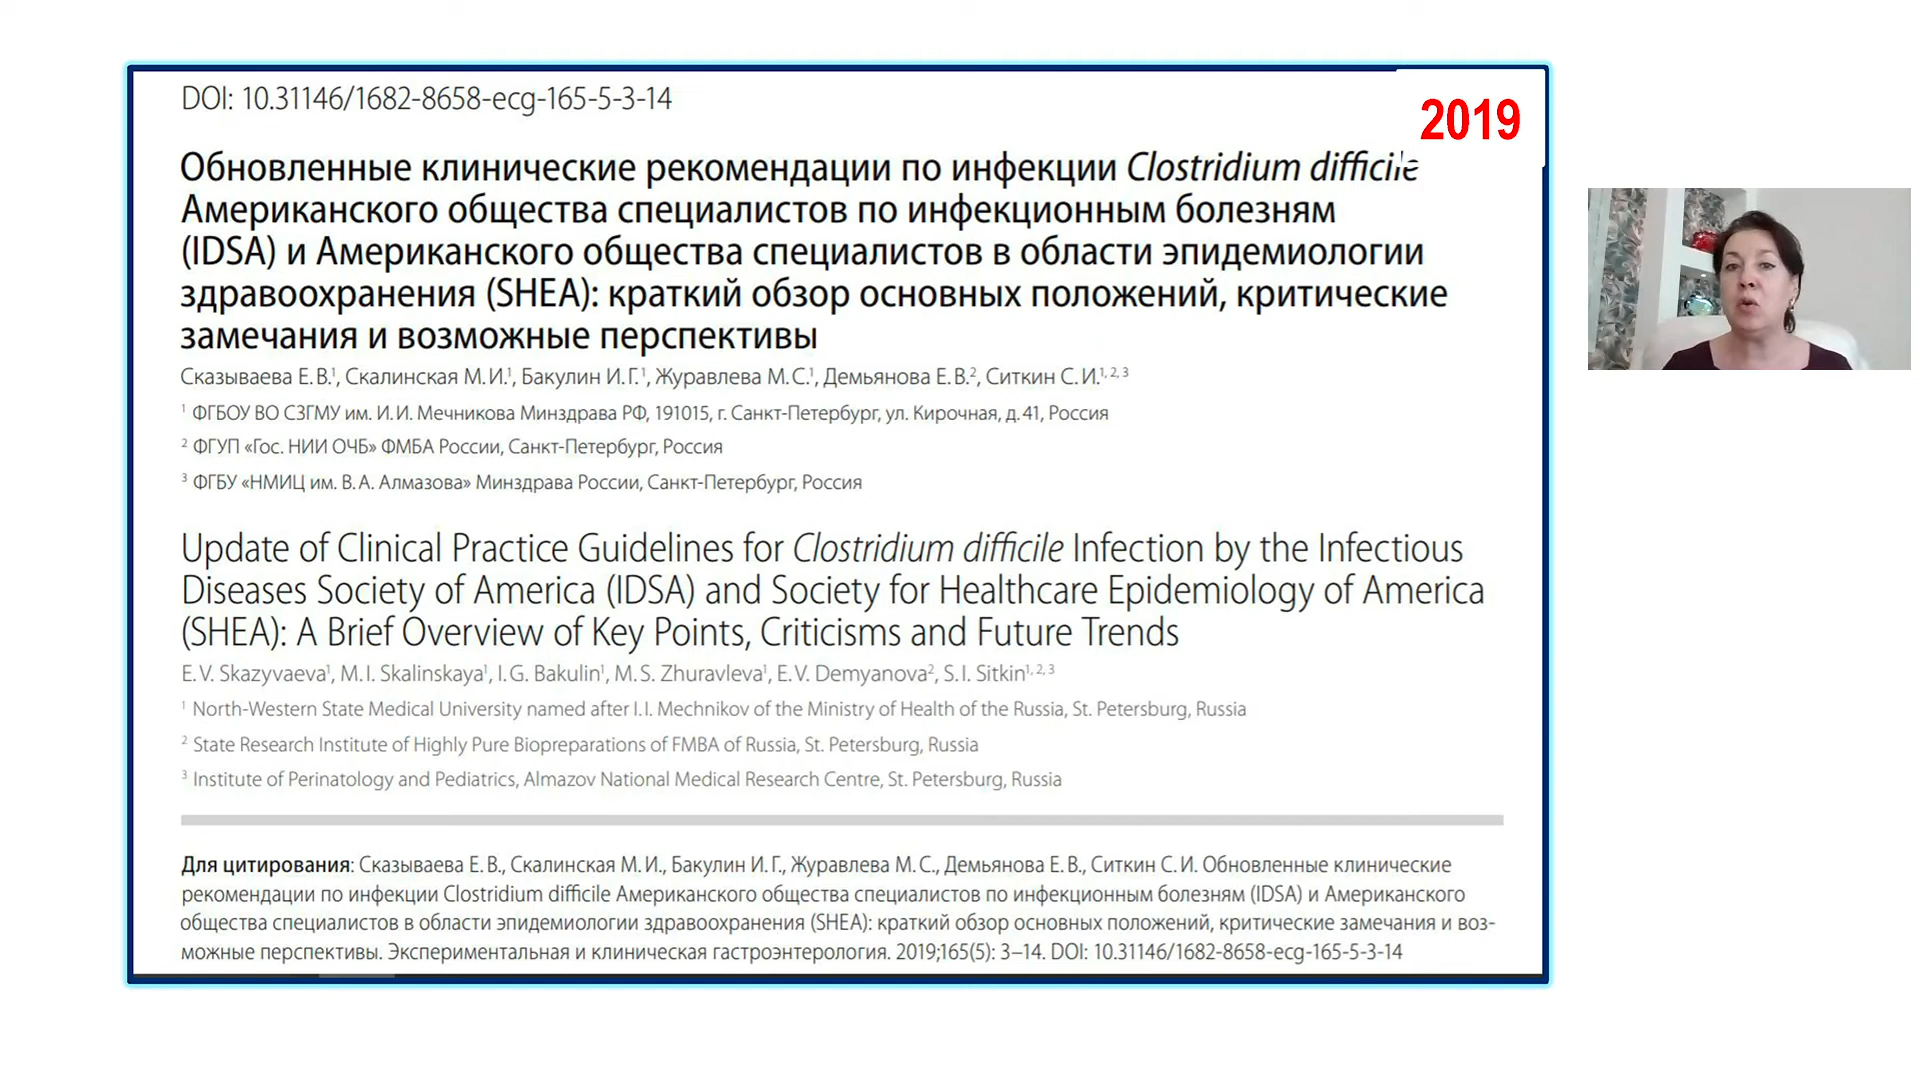 DOI: 10.31146/1682-8658-ecg-165-5-3-14
2019
Обновленные клинические рекомендации по инфекции Clostridium difficile
Американского общества специалистов по инфекционным болезням
(IDSA) и Американского общества специалистов в области эпидемиологии
здравоохранения (SHEA): краткий обзор основных положений, критические
замечания и возможные перспективы
Сказываева Е. В.¹, Скалинская М. И.¹, Бакулин И. Г.¹, Журавлева М. С.¹, Демьянова Е. В.², Ситкин С. И.¹˒ ²˒ ³
¹ ФГБОУ ВО СЗГМУ им. И. И. Мечникова Минздрава РФ, 191015, г. Санкт-Петербург, ул. Кирочная, д. 41, Россия
² ФГУП «Гос. НИИ ОЧБ» ФМБА России, Санкт-Петербург, Россия
³ ФГБУ «НМИЦ им. В. А. Алмазова» Минздрава России, Санкт-Петербург, Россия
Update of Clinical Practice Guidelines for Clostridium difficile Infection by the Infectious
Diseases Society of America (IDSA) and Society for Healthcare Epidemiology of America
(SHEA): A Brief Overview of Key Points, Criticisms and Future Trends
E. V. Skazyvaeva¹, M. I. Skalinskaya¹, I. G. Bakulin¹, M. S. Zhuravleva¹, E. V. Demyanova², S. I. Sitkin¹˒ ²˒ ³
¹ North-Western State Medical University named after I. I. Mechnikov of the Ministry of Health of the Russia, St. Petersburg, Russia
² State Research Institute of Highly Pure Biopreparations of FMBA of Russia, St. Petersburg, Russia
³ Institute of Perinatology and Pediatrics, Almazov National Medical Research Centre, St. Petersburg, Russia
Для цитирования: Сказываева Е. В., Скалинская М. И., Бакулин И. Г., Журавлева М. С., Демьянова Е. В., Ситкин С. И. Обновленные клинические
рекомендации по инфекции Clostridium difficile Американского общества специалистов по инфекционным болезням (IDSA) и Американского
общества специалистов в области эпидемиологии здравоохранения (SHEA): краткий обзор основных положений, критические замечания и воз-
можные перспективы. Экспериментальная и клиническая гастроэнтерология. 2019;165(5): 3–14. DOI: 10.31146/1682-8658-ecg-165-5-3-14